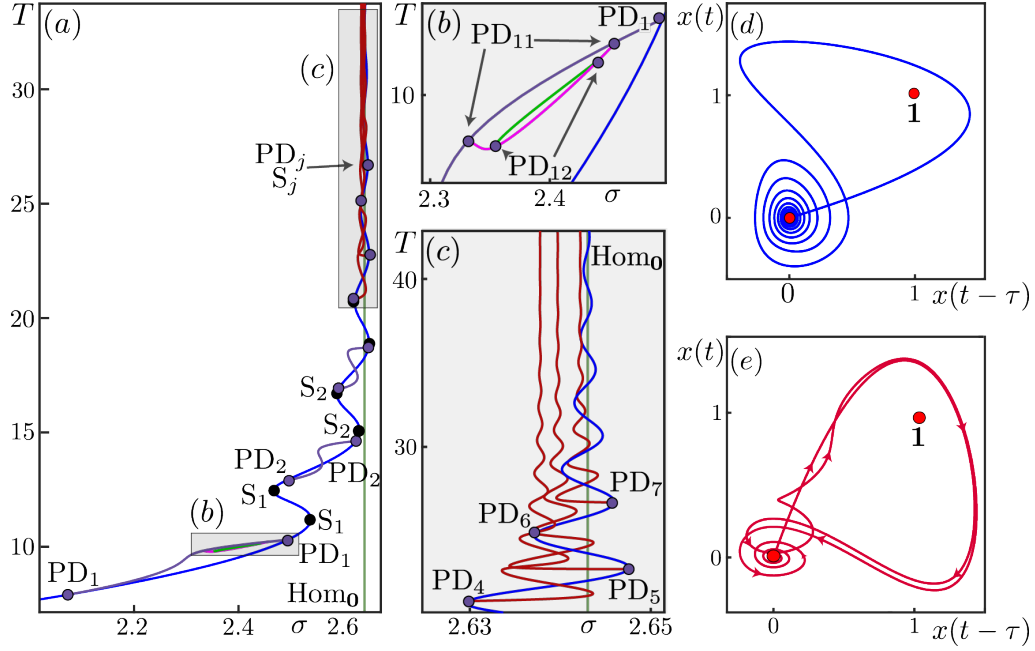 T
(a)
30
(c)
PD_j
S_j
25
20
S_2
15
S_2
PD_2
PD_2
S_1
(b)
S_1
10
PD_1
PD_1
Hom_0
2.2
2.4
σ
2.6
T
(b)
PD_11
PD_1
10
PD_12
2.3
2.4
σ
T
(c)
Hom_0
40
30
PD_7
PD_6
PD_4
PD_5
2.63
σ
2.65
x(t)
(d)
1
1
0
0
1
x(t − τ)
x(t)
(e)
1
1
0
0
1
x(t − τ)